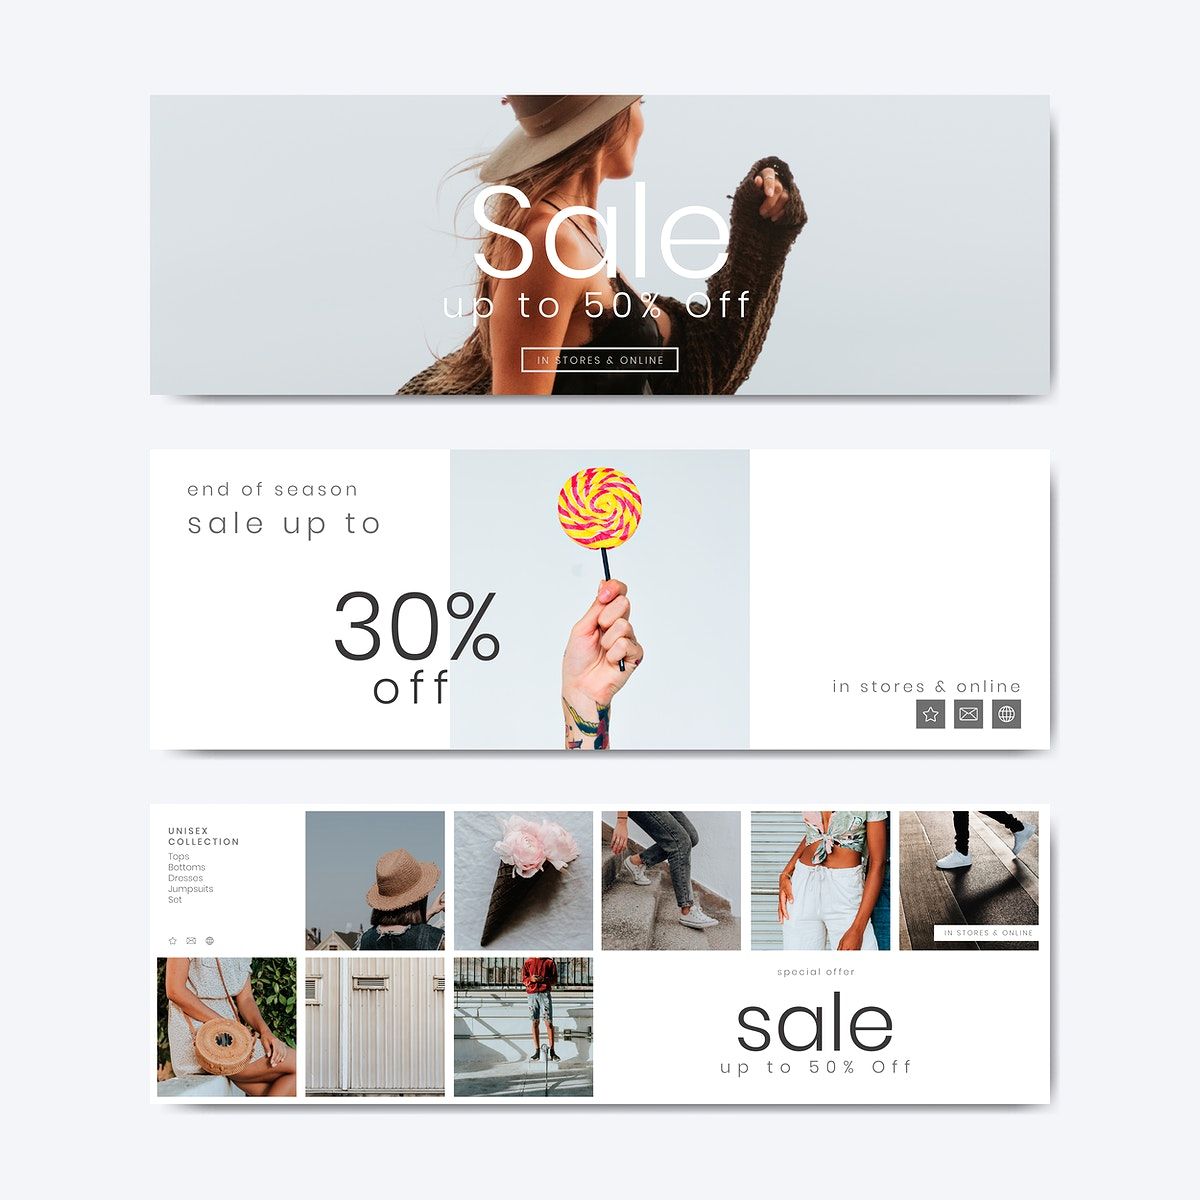 Sale
up to 50% Off
IN STORES & ONLINE
end of season
sale up to
30%
off
in stores & online
UNISEX
COLLECTION
Tops
Bottoms
Dresses
Jumpsuits
Set
IN STORES & ONLINE
special offer
sale
up to 50% Off